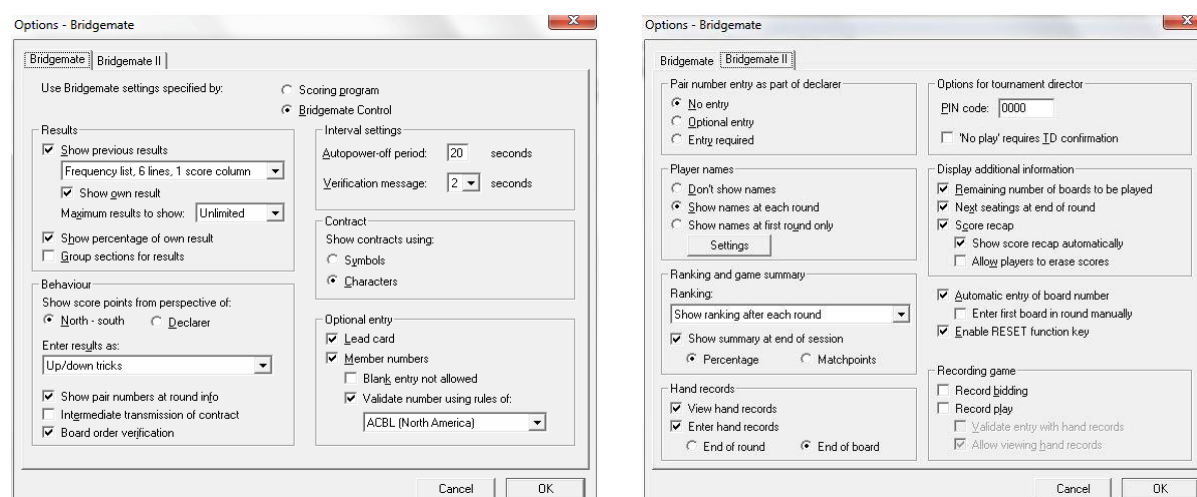 Options - Bridgemate
Bridgemate Bridgemate II
Use Bridgemate settings specified by:
Scoring program
Bridgemate Control
Results
Show previous results
Frequency list, 6 lines, 1 score column
Show own result
Maximum results to show: Unlimited
Show percentage of own result
Group sections for results
Behaviour
Show score points from perspective of:
North - south Declarer
Enter results as:
Up/down tricks
Show pair numbers at round info
Intermediate transmission of contract
Board order verification
Interval settings
Autopower-off period: 20 seconds
Verification message: 2 seconds
Contract
Show contracts using:
Symbols
Characters
Optional entry
Lead card
Member numbers
Blank entry not allowed
Validate number using rules of:
ACBL (North America)
Cancel OK
Options - Bridgemate
Bridgemate Bridgemate II
Pair number entry as part of declarer
No entry
Optional entry
Entry required
Player names
Don't show names
Show names at each round
Show names at first round only
Settings
Ranking and game summary
Ranking:
Show ranking after each round
Show summary at end of session
Percentage Matchpoints
Hand records
View hand records
Enter hand records
End of round End of board
Options for tournament director
PIN code: 0000
'No play' requires TD confirmation
Display additional information
Remaining number of boards to be played
Next seatings at end of round
Score recap
Show score recap automatically
Allow players to erase scores
Automatic entry of board number
Enter first board in round manually
Enable RESET function key
Recording game
Record bidding
Record play
Validate entry with hand records
Allow viewing hand records
Cancel OK